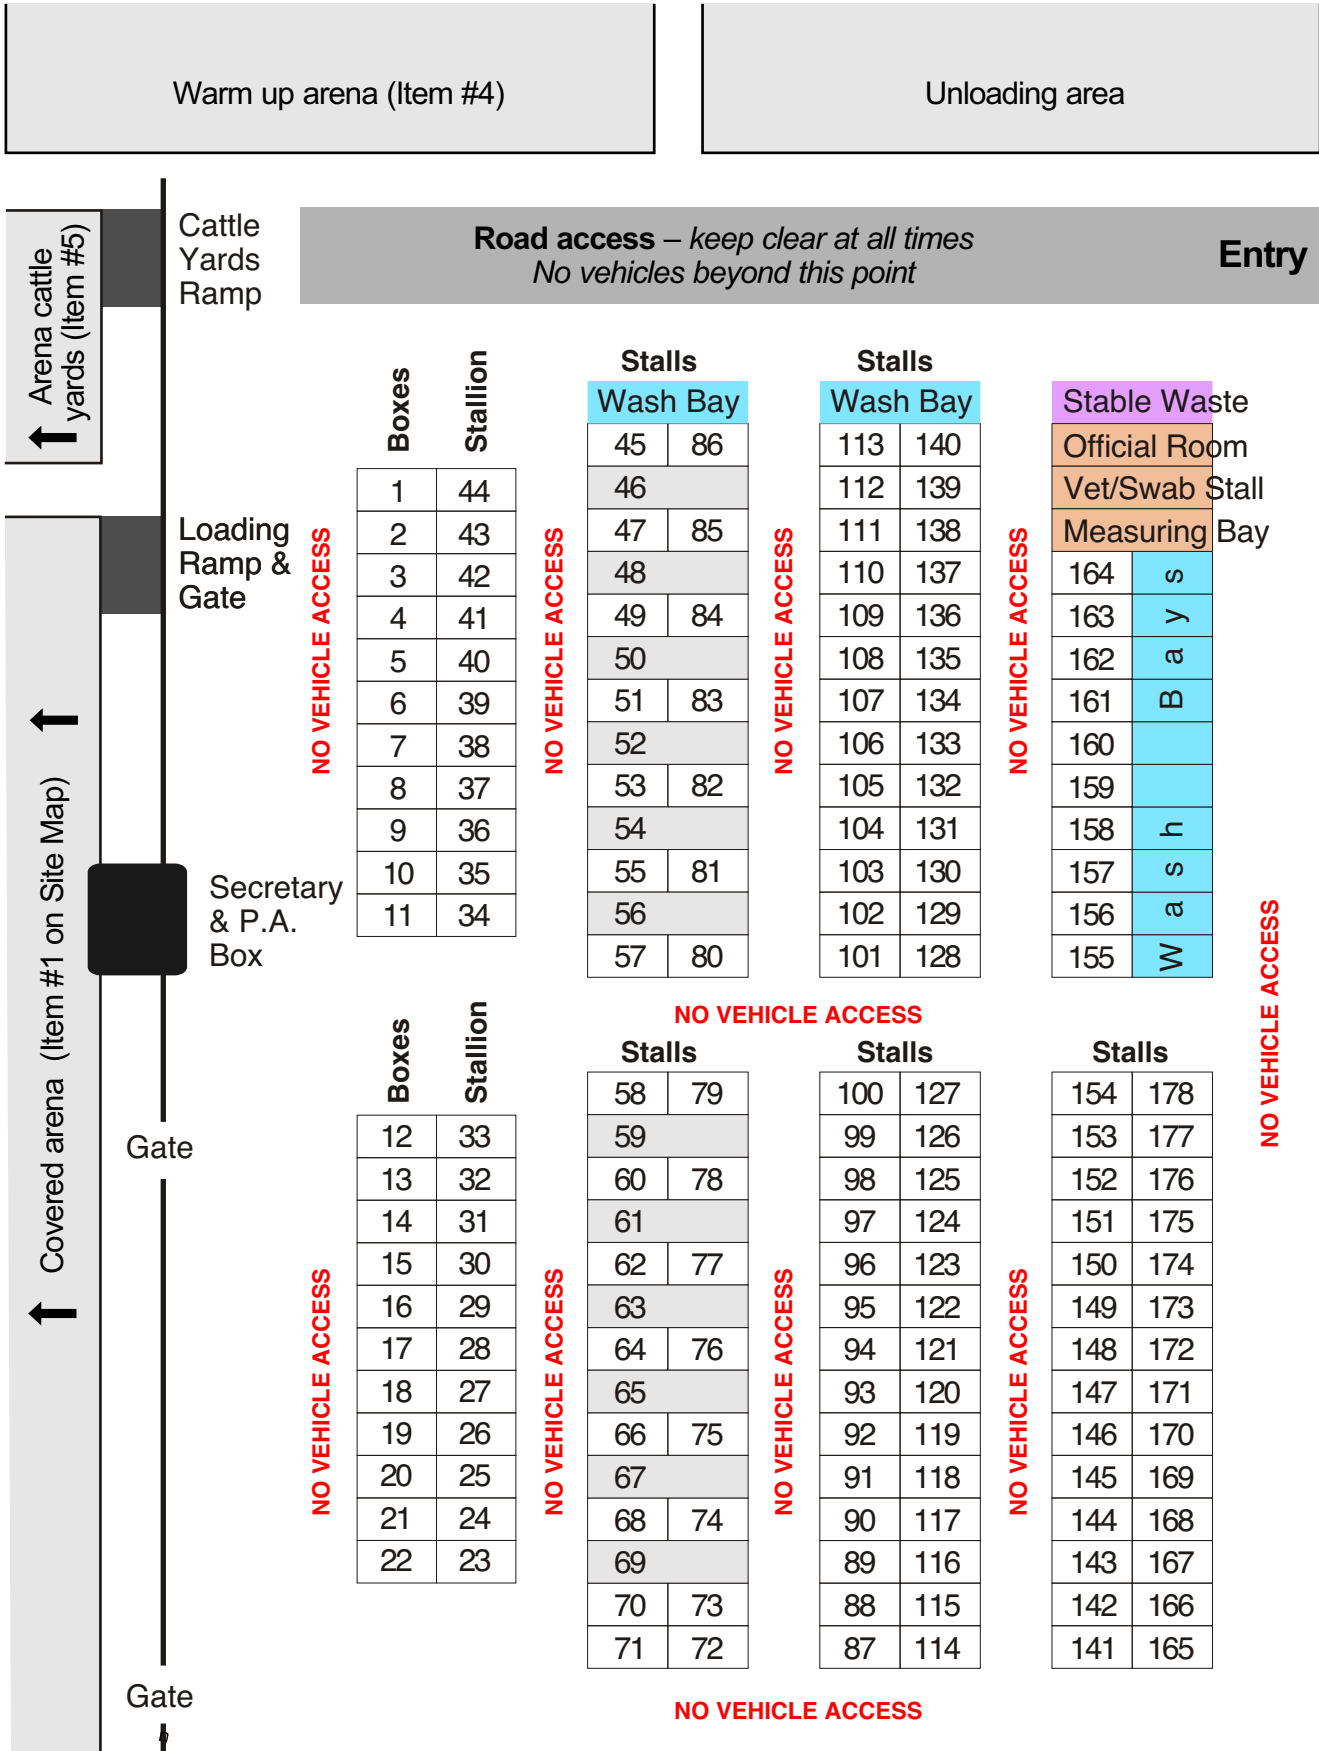 Warm up arena (Item #4)
Unloading area
Arena cattle
yards (Item #5)
Cattle
Yards
Ramp
Road access – keep clear at all times
No vehicles beyond this point
Entry
Loading
Ramp &
Gate
Covered arena (Item #1 on Site Map)
Secretary
& P.A.
Box
Gate
Gate
NO VEHICLE ACCESS
Boxes Stallion
1 44
2 43
3 42
4 41
5 40
6 39
7 38
8 37
9 36
10 35
11 34
NO VEHICLE ACCESS
Stalls
Wash Bay
45 86
46
47 85
48
49 84
50
51 83
52
53 82
54
55 81
56
57 80
NO VEHICLE ACCESS
Stalls
Wash Bay
113 140
112 139
111 138
110 137
109 136
108 135
107 134
106 133
105 132
104 131
103 130
102 129
101 128
NO VEHICLE ACCESS
Stable Waste
Official Room
Vet/Swab Stall
Measuring Bay
164
163
162
161
160
159
158
157
156
155
Wash Bays
NO VEHICLE ACCESS
NO VEHICLE ACCESS
NO VEHICLE ACCESS
Boxes Stallion
12 33
13 32
14 31
15 30
16 29
17 28
18 27
19 26
20 25
21 24
22 23
NO VEHICLE ACCESS
Stalls
58 79
59
60 78
61
62 77
63
64 76
65
66 75
67
68 74
69
70 73
71 72
NO VEHICLE ACCESS
Stalls
100 127
99 126
98 125
97 124
96 123
95 122
94 121
93 120
92 119
91 118
90 117
89 116
88 115
87 114
NO VEHICLE ACCESS
Stalls
154 178
153 177
152 176
151 175
150 174
149 173
148 172
147 171
146 170
145 169
144 168
143 167
142 166
141 165
NO VEHICLE ACCESS